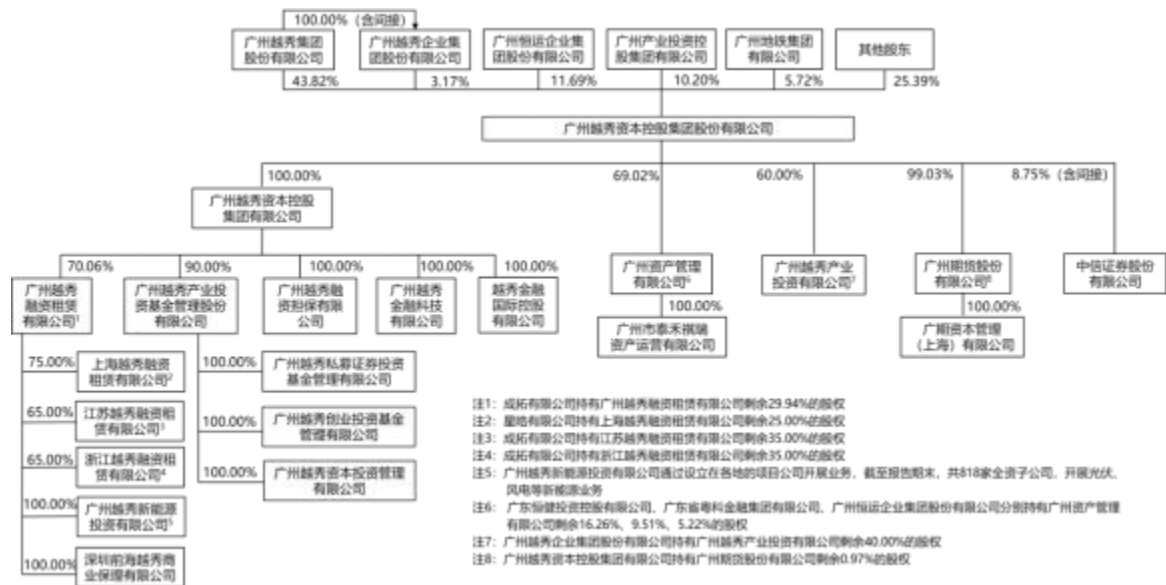 100.00%（含间接）
广州越秀集团
股份有限公司
广州越秀企业集
团股份有限公司
广州恒运企业集
团股份有限公司
广州产业投资控
股集团有限公司
广州地铁集团
有限公司
其他股东
43.82%
3.17%
11.69%
10.20%
5.72%
25.39%
广州越秀资本控股集团股份有限公司
100.00%
69.02%
60.00%
99.03%
8.75%（含间接）
广州越秀资本控股
集团有限公司
70.06%
90.00%
100.00%
100.00%
100.00%
广州越秀
融资租赁
有限公司1
广州越秀产业投
资基金管理股份
有限公司
广州越秀融
资担保有限
公司
广州越秀
金融科技
有限公司
越秀金融
国际控股
有限公司
广州资产管理
有限公司6
广州越秀产业
投资有限公司7
广州期货股份
有限公司8
中信证券股份
有限公司
100.00%
100.00%
广州市泰禾祺瑞
资产运营有限公司
广期资本管理
（上海）有限公司
75.00%
上海越秀融资
租赁有限公司2
65.00%
江苏越秀融资租
赁有限公司3
65.00%
浙江越秀融资租
赁有限公司4
100.00%
广州越秀新能源
投资有限公司5
100.00%
深圳前海越秀商
业保理有限公司
100.00%
广州越秀私募证券投资
基金管理有限公司
100.00%
广州越秀创业投资基金
管理有限公司
100.00%
广州越秀资本投资管理
有限公司
注1：成拓有限公司持有广州越秀融资租赁有限公司剩余29.94%的股权
注2：星皓有限公司持有上海越秀融资租赁有限公司剩余25.00%的股权
注3：成拓有限公司持有江苏越秀融资租赁有限公司剩余35.00%的股权
注4：成拓有限公司持有浙江越秀融资租赁有限公司剩余35.00%的股权
注5：广州越秀新能源投资有限公司通过设立在各地的项目公司开展业务，截至报告期末，共818家全资子公司，开展光伏、
风电等新能源业务
注6：广东恒健投资控股有限公司、广东省粤科金融集团有限公司、广州恒运企业集团股份有限公司分别持有广州资产管理
有限公司剩余16.26%、9.51%、5.22%的股权
注7：广州越秀企业集团股份有限公司持有广州越秀产业投资有限公司剩余40.00%的股权
注8：广州越秀资本控股集团有限公司持有广州期货股份有限公司剩余0.97%的股权